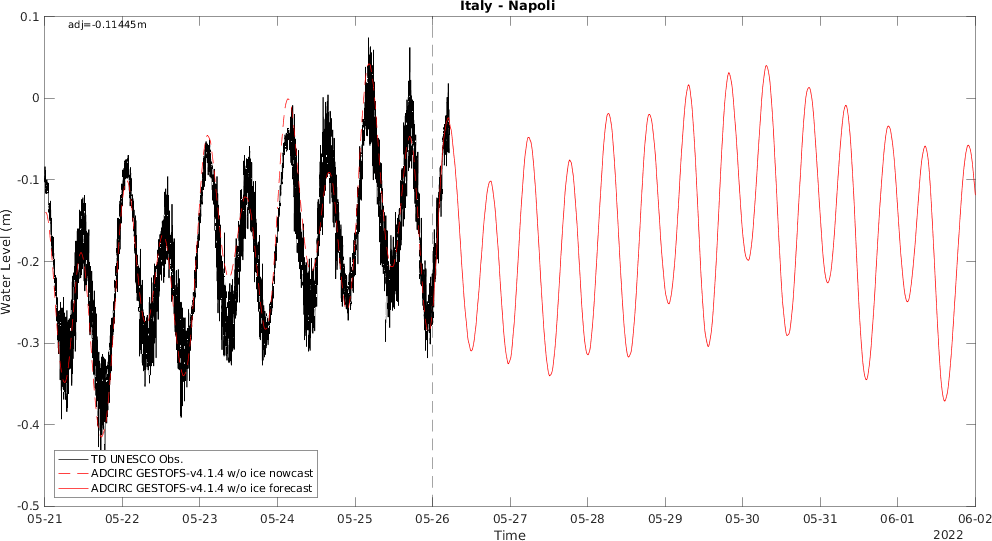 Italy - Napoli
adj=-0.11445m
0.1
0
-0.1
-0.2
-0.3
-0.4
-0.5
Water Level (m)
TD UNESCO Obs.
ADCIRC GESTOFS-v4.1.4 w/o ice nowcast
ADCIRC GESTOFS-v4.1.4 w/o ice forecast
05-21 05-22 05-23 05-24 05-25 05-26 05-27 05-28 05-29 05-30 05-31 06-01 06-02
Time
2022